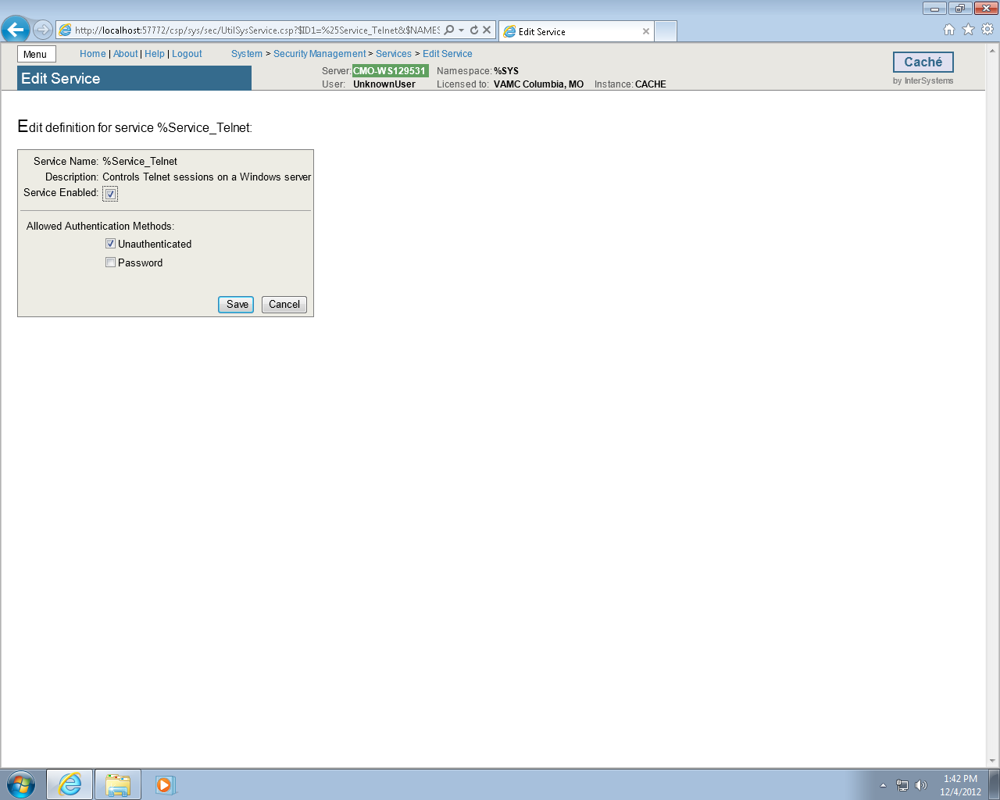 http://localhost:57772/csp/sys/sec/UtilSysService.csp?$ID1=%25Service_Telnet&$NAMES
Edit Service
Menu
Home | About | Help | Logout
System > Security Management > Services > Edit Service
Edit Service
Server: CMO-WS129531 Namespace: %SYS
User: UnknownUser Licensed to: VAMC Columbia, MO Instance: CACHE
Caché
by InterSystems
Edit definition for service %Service_Telnet:
Service Name: %Service_Telnet
Description: Controls Telnet sessions on a Windows server
Service Enabled:
Allowed Authentication Methods:
Unauthenticated
Password
Save Cancel
1:42 PM
12/4/2012